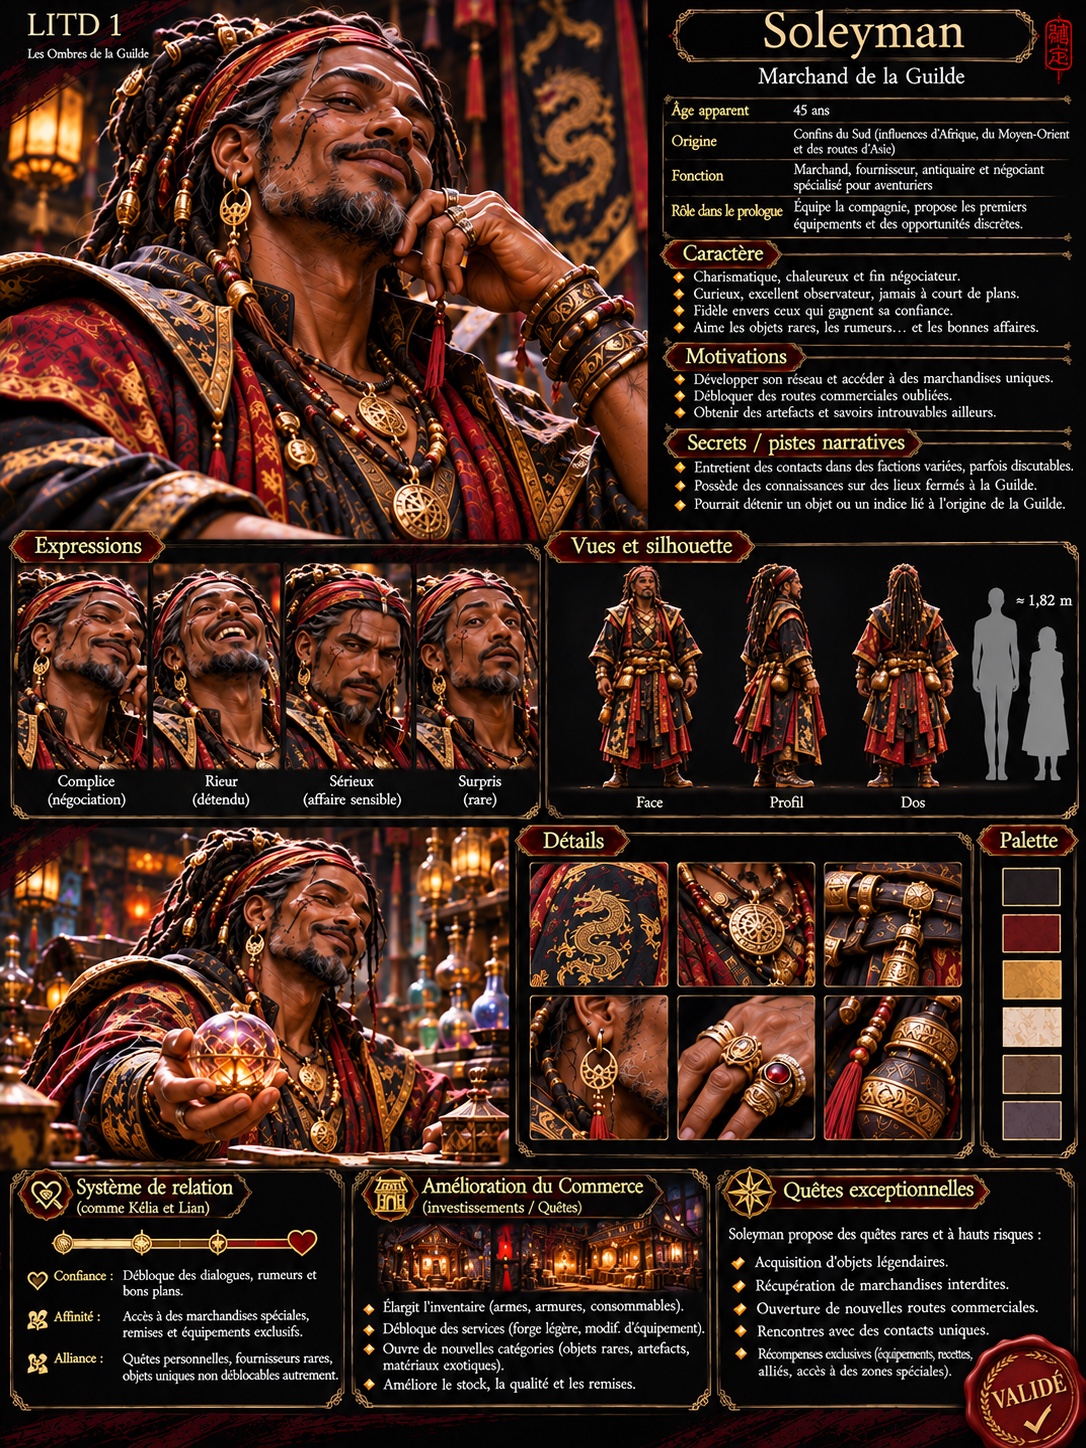 LITD 1
Les Ombres de la Guilde
Soleyman
Marchand de la Guilde
Âge apparent 45 ans
Origine Confins du Sud (influences d'Afrique, du Moyen-Orient
et des routes d'Asie)
Fonction Marchand, fournisseur, antiquaire et négociant
spécialisé pour aventuriers
Rôle dans le prologue Équipe la compagnie, propose les premiers
équipements et des opportunités discrètes.
Caractère
Charismatique, chaleureux et fin négociateur.
Curieux, excellent observateur, jamais à court de plans.
Fidèle envers ceux qui gagnent sa confiance.
Aime les objets rares, les rumeurs… et les bonnes affaires.
Motivations
Développer son réseau et accéder à des marchandises uniques.
Débloquer des routes commerciales oubliées.
Obtenir des artefacts et savoirs introuvables ailleurs.
Secrets / pistes narratives
Entretient des contacts dans des factions variées, parfois discutables.
Possède des connaissances sur des lieux fermés à la Guilde.
Pourrait détenir un objet ou un indice lié à l'origine de la Guilde.
Expressions
Complice
(négociation)
Rieur
(détendu)
Sérieux
(affaire sensible)
Surpris
(rare)
Vues et silhouette
≈ 1,82 m
Face
Profil
Dos
Détails
Palette
Système de relation
(comme Kélia et Lian)
Confiance : Débloque des dialogues, rumeurs et
bons plans.
Affinité : Accès à des marchandises spéciales,
remises et équipements exclusifs.
Alliance : Quêtes personnelles, fournisseurs rares,
objets uniques non déblocables autrement.
Amélioration du Commerce
(investissements / Quêtes)
Élargit l'inventaire (armes, armures, consommables).
Débloque des services (forge légère, modif. d'équipement).
Ouvre de nouvelles catégories (objets rares, artefacts,
matériaux exotiques).
Améliore le stock, la qualité et les remises.
Quêtes exceptionnelles
Soleyman propose des quêtes rares et à hauts risques :
Acquisition d'objets légendaires.
Récupération de marchandises interdites.
Ouverture de nouvelles routes commerciales.
Rencontres avec des contacts uniques.
Récompenses exclusives (équipements, recettes,
alliés, accès à des zones spéciales).
VALIDÉ